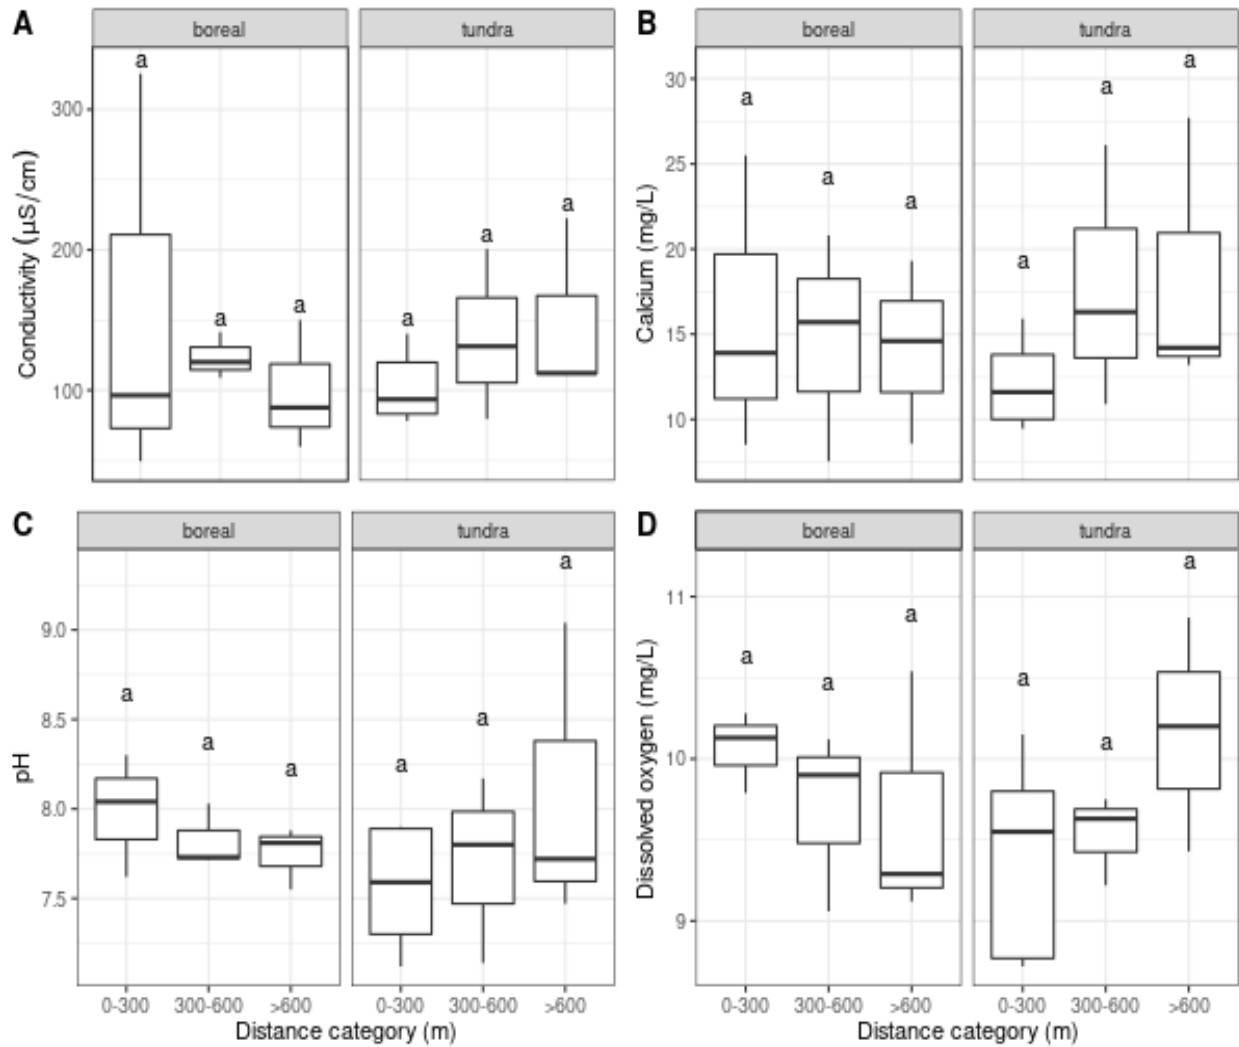 A
boreal
tundra
Conductivity (µS/cm)
300
200
100
a
a
a
a
a
a
B
boreal
tundra
Calcium (mg/L)
30
25
20
15
10
a
a
a
a
a
a
C
boreal
tundra
pH
9.0
8.5
8.0
7.5
a
a
a
a
a
a
0-300
300-600
>600
0-300
300-600
>600
Distance category (m)
D
boreal
tundra
Dissolved oxygen (mg/L)
11
10
9
a
a
a
a
a
a
0-300
300-600
>600
0-300
300-600
>600
Distance category (m)